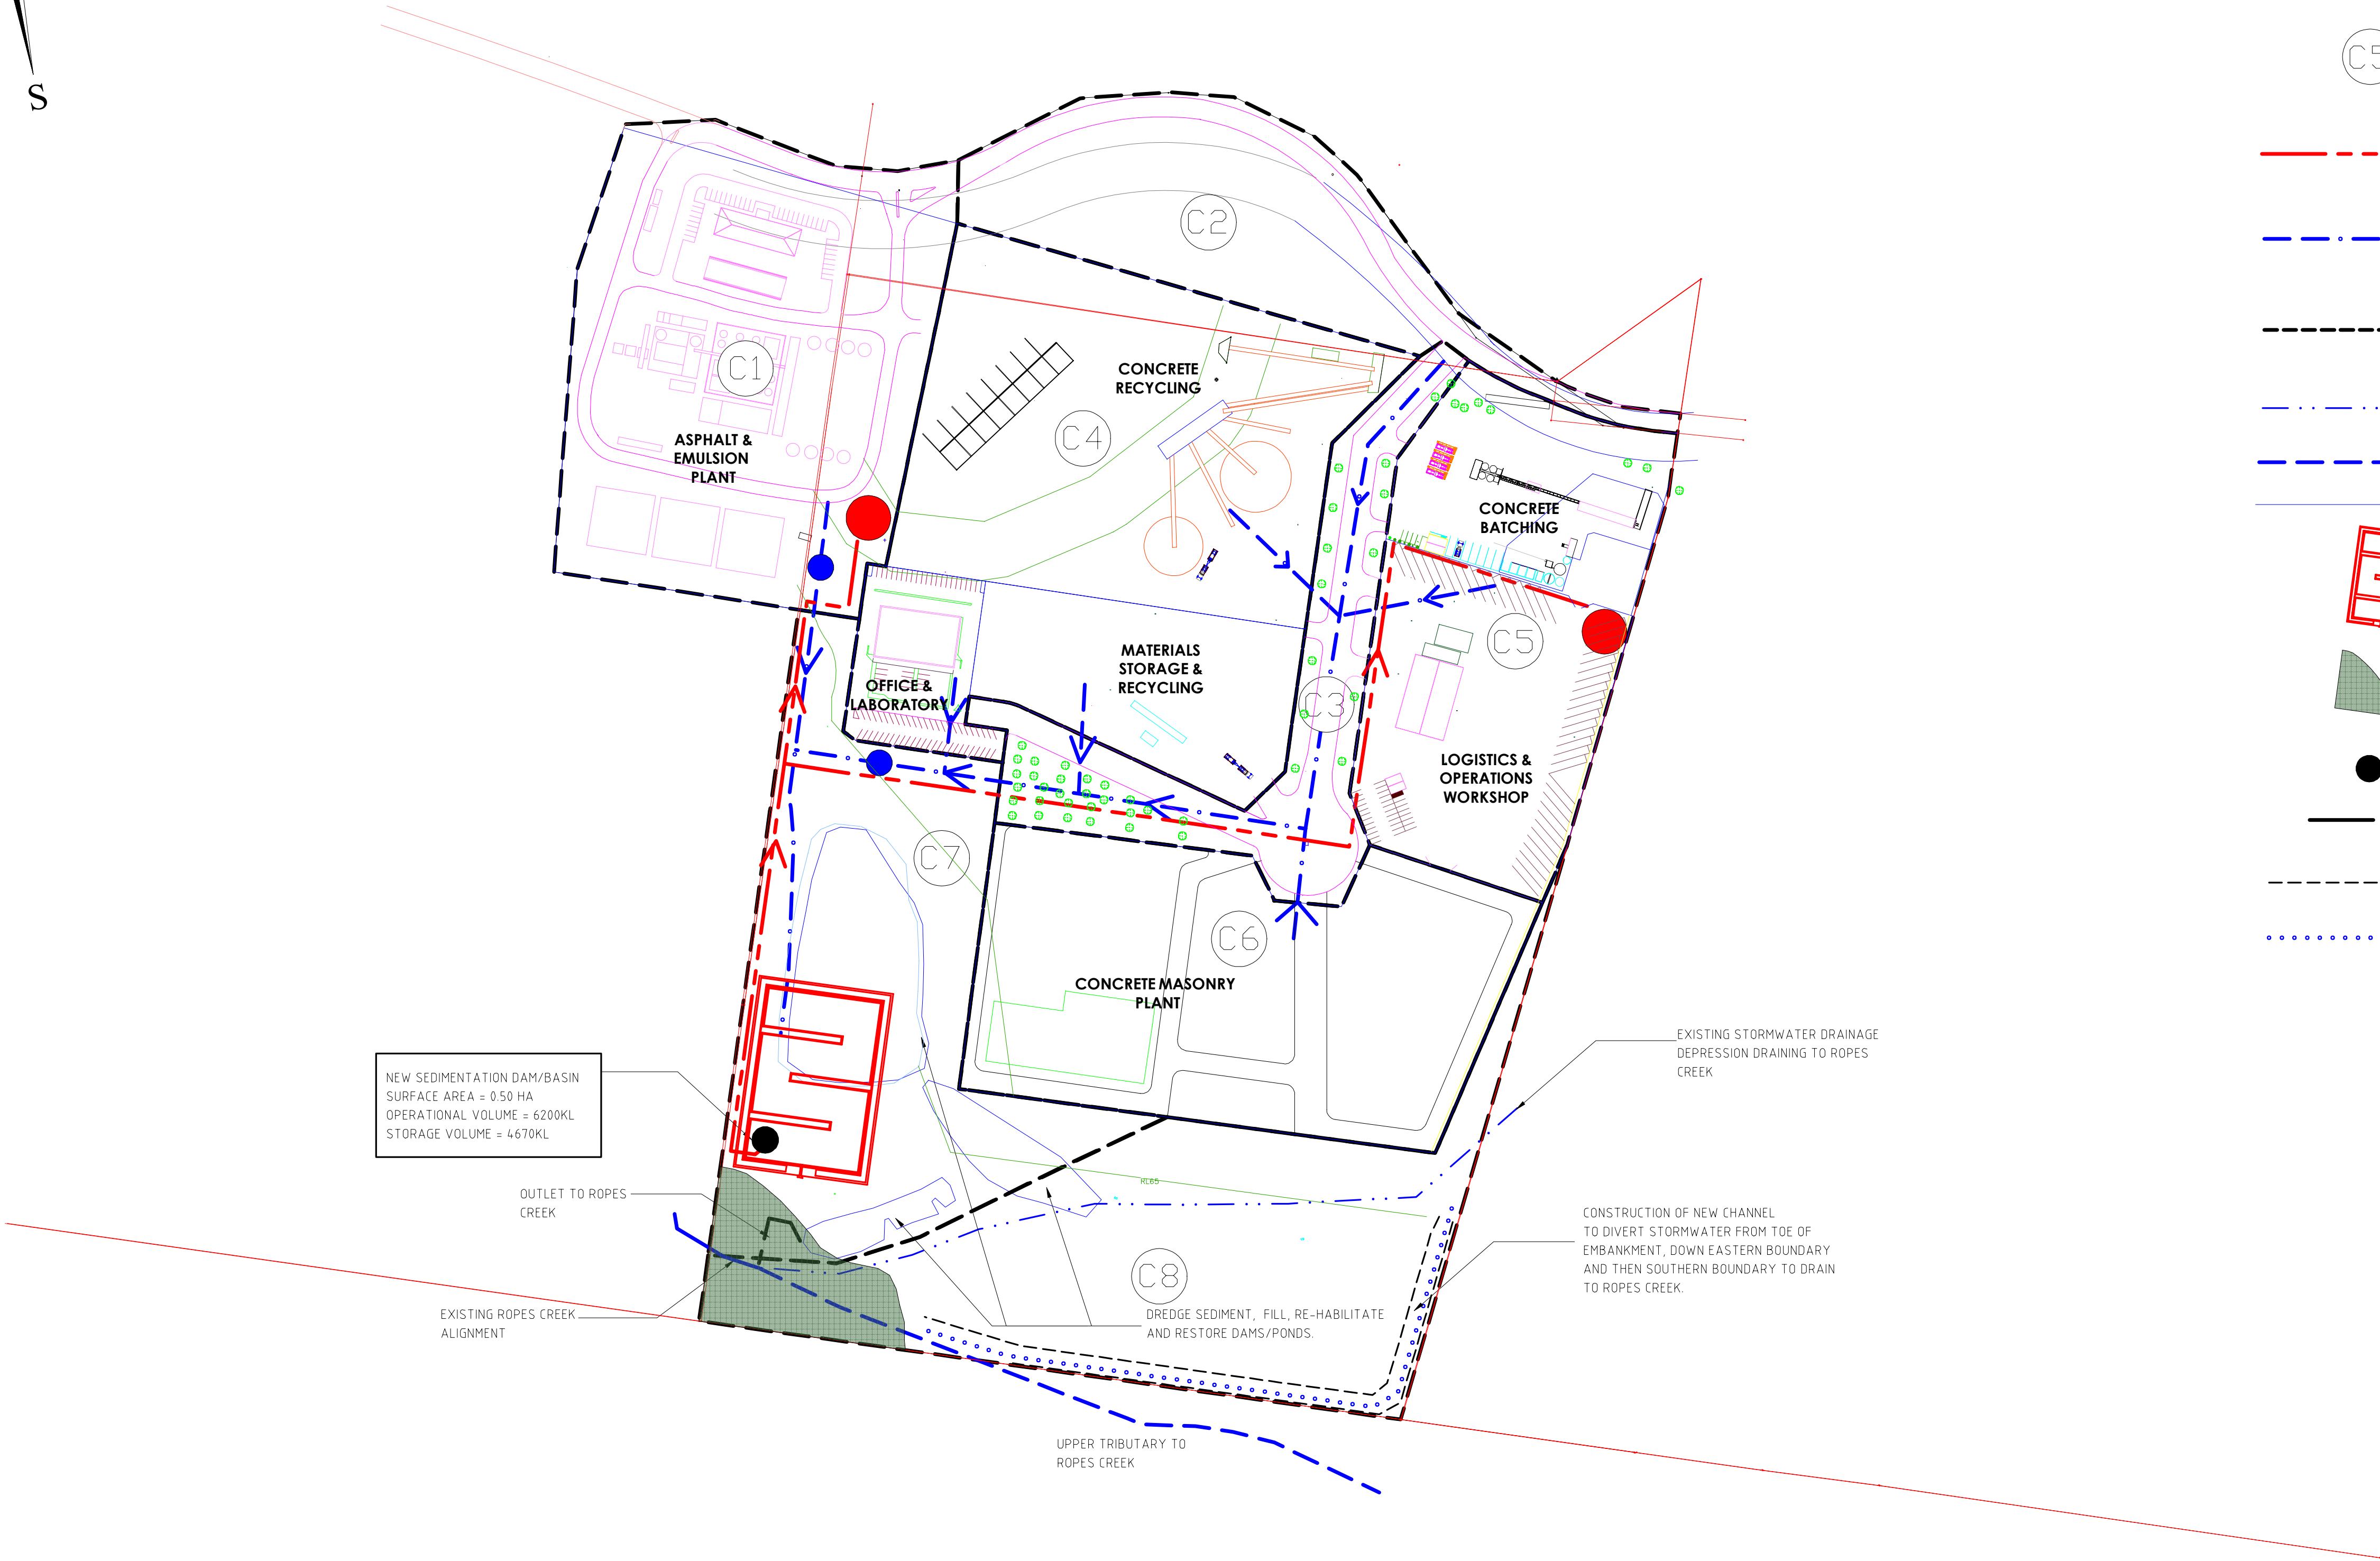 S
C5
C2
C1
CONCRETE
RECYCLING
C4
ASPHALT &
EMULSION
PLANT
CONCRETE
BATCHING
C5
MATERIALS
STORAGE &
RECYCLING
OFFICE &
LABORATORY
C3
LOGISTICS &
OPERATIONS
WORKSHOP
C7
C6
CONCRETE MASONRY
PLANT
EXISTING STORMWATER DRAINAGE
DEPRESSION DRAINING TO ROPES
CREEK
NEW SEDIMENTATION DAM/BASIN
SURFACE AREA = 0.50 HA
OPERATIONAL VOLUME = 6200KL
STORAGE VOLUME = 4670KL
RL65
OUTLET TO ROPES
CREEK
CONSTRUCTION OF NEW CHANNEL
TO DIVERT STORMWATER FROM TOE OF
EMBANKMENT, DOWN EASTERN BOUNDARY
AND THEN SOUTHERN BOUNDARY TO DRAIN
TO ROPES CREEK.
C8
EXISTING ROPES CREEK
ALIGNMENT
DREDGE SEDIMENT, FILL, RE-HABILITATE
AND RESTORE DAMS/PONDS.
UPPER TRIBUTARY TO
ROPES CREEK